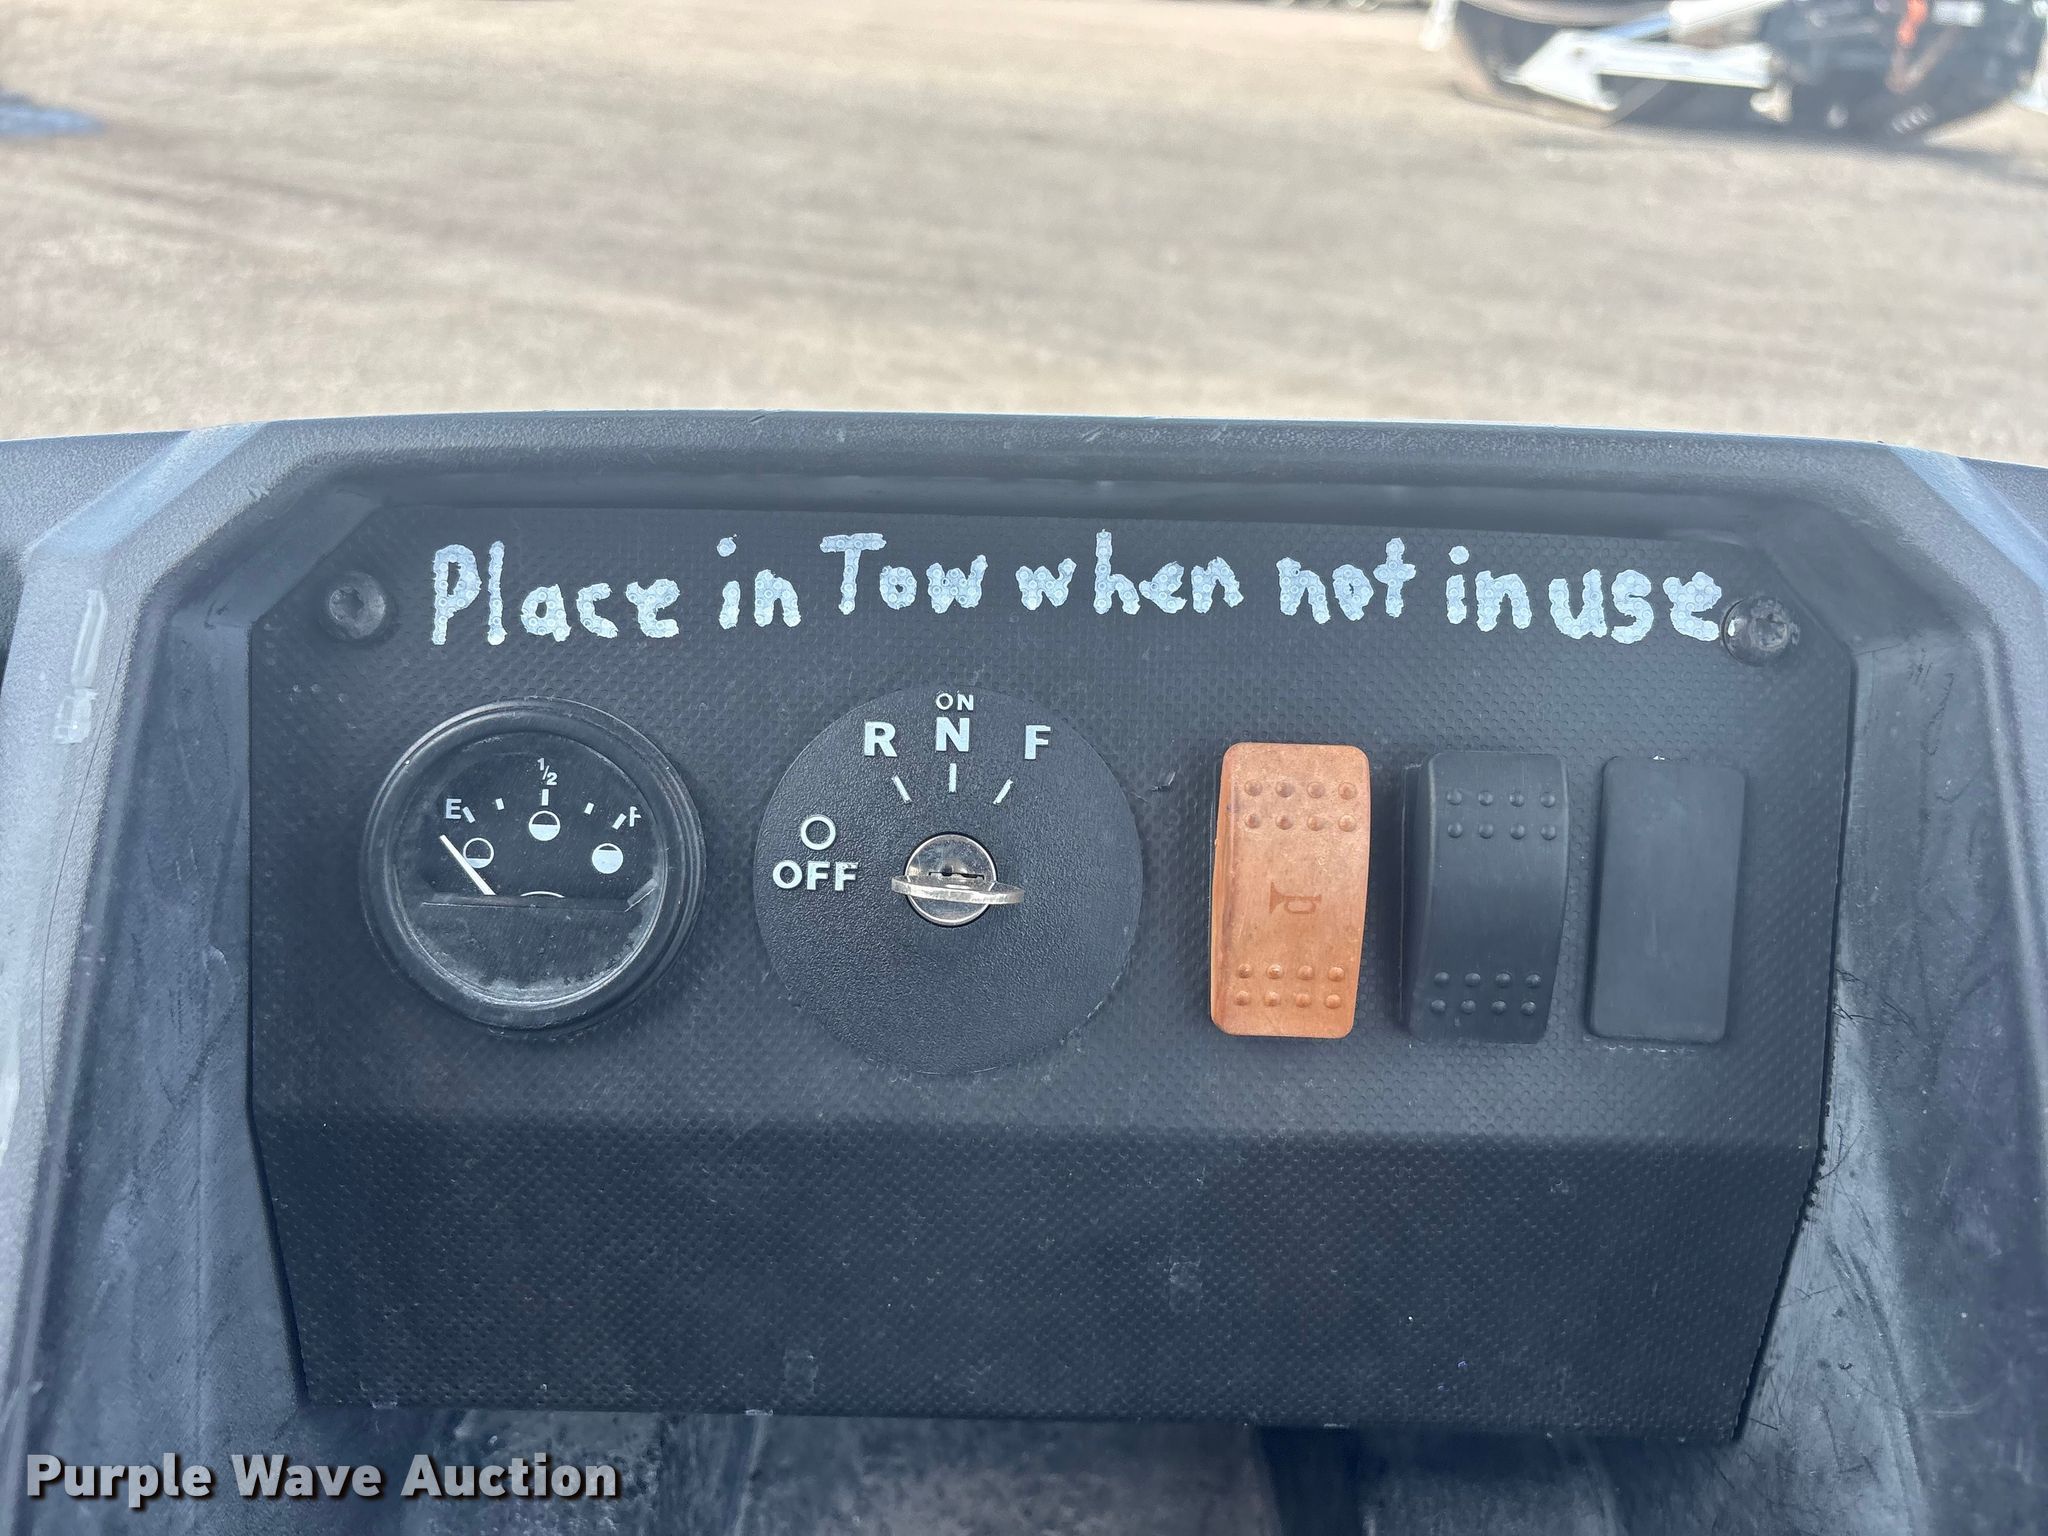 Place in Tow when not in use
E 1/2 F
ON
R N F
OFF
Purple Wave Auction